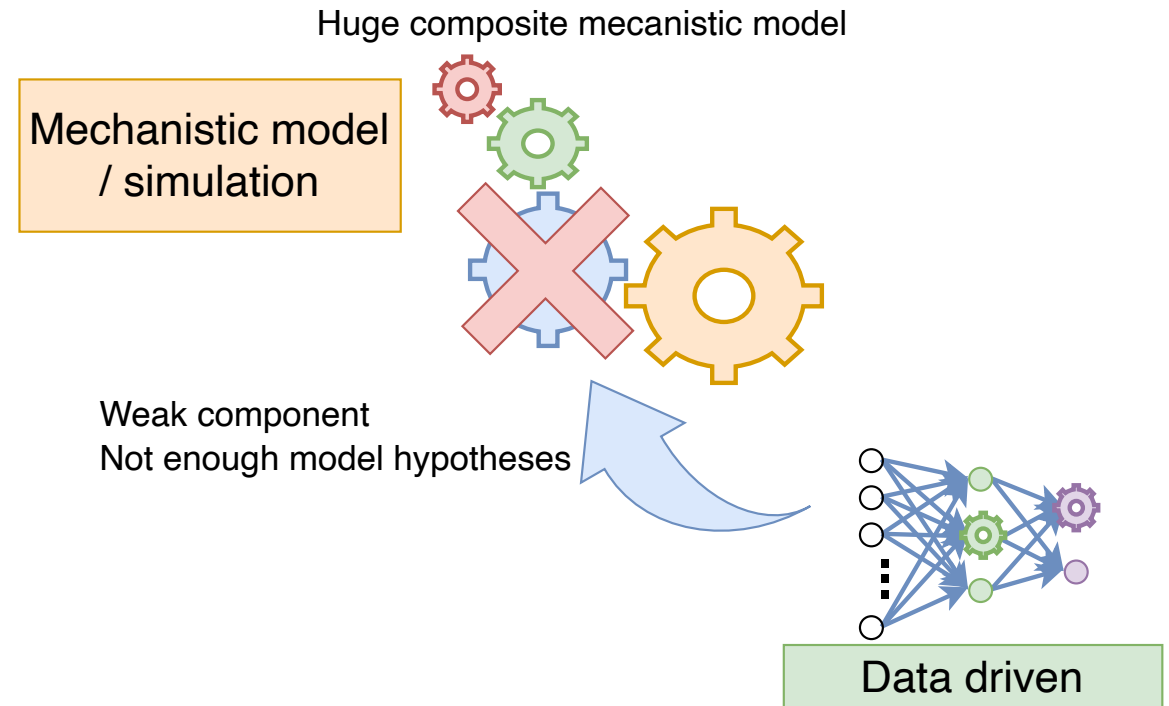 Huge composite mecanistic model
Mechanistic model
/ simulation
Weak component
Not enough model hypotheses
Data driven